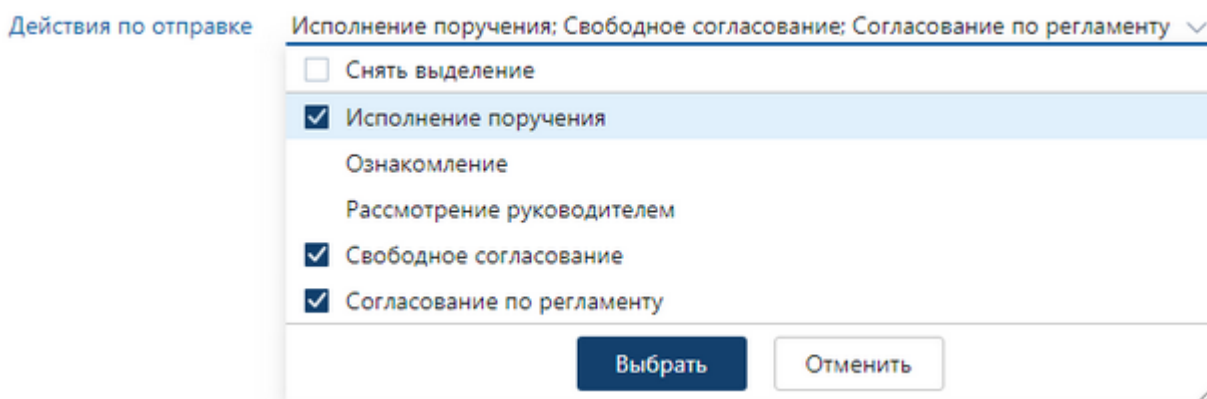 Действия по отправке Исполнение поручения; Свободное согласование; Согласование по регламенту
Снять выделение
Исполнение поручения
Ознакомление
Рассмотрение руководителем
Свободное согласование
Согласование по регламенту
Выбрать Отменить